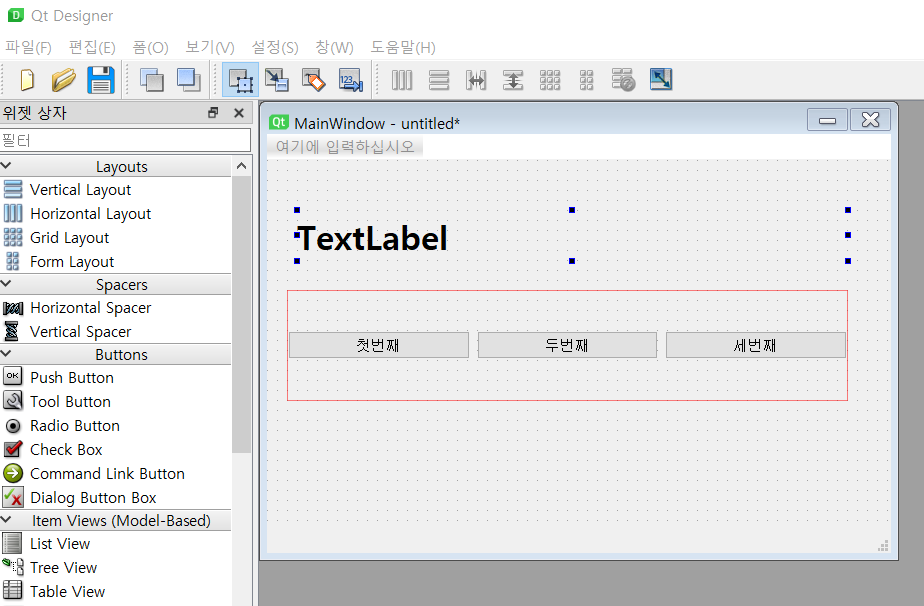 Qt Designer
파일(F) 편집(E) 폼(O) 보기(V) 설정(S) 창(W) 도움말(H)
123
위젯 상자
필터
Layouts
Vertical Layout
Horizontal Layout
Grid Layout
Form Layout
Spacers
Horizontal Spacer
Vertical Spacer
Buttons
OK Push Button
Tool Button
Radio Button
Check Box
Command Link Button
Dialog Button Box
Item Views (Model-Based)
List View
Tree View
Table View
Qt MainWindow - untitled*
여기에 입력하십시오
TextLabel
첫번째 두번째 세번째